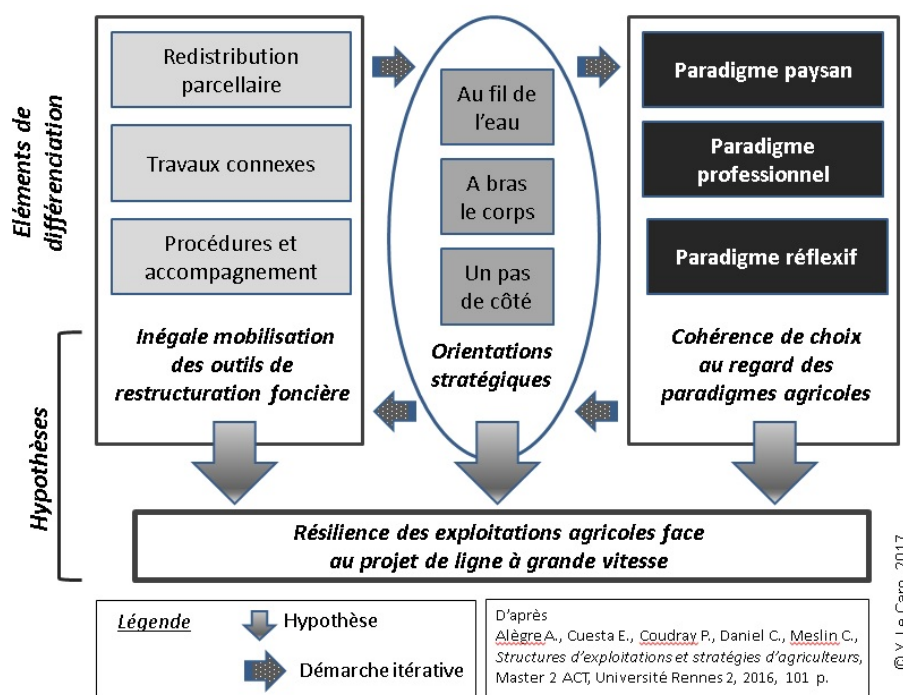 Eléments de
différenciation
Redistribution
parcellaire
Travaux connexes
Procédures et
accompagnement
Inégale mobilisation
des outils de
restructuration foncière
Au fil de
l'eau
A bras
le corps
Un pas
de côté
Orientations
stratégiques
Paradigme paysan
Paradigme
professionnel
Paradigme réflexif
Cohérence de choix
au regard des
paradigmes agricoles
Hypothèses
Résilience des exploitations agricoles face
au projet de ligne à grande vitesse
Légende
Hypothèse
Démarche itérative
D'après
Alègre A., Cuesta E., Coudray P., Daniel C., Meslin C.,
Structures d'exploitations et stratégies d'agriculteurs,
Master 2 ACT, Université Rennes 2, 2016, 101 p.
© Y. Le Caro, 2017